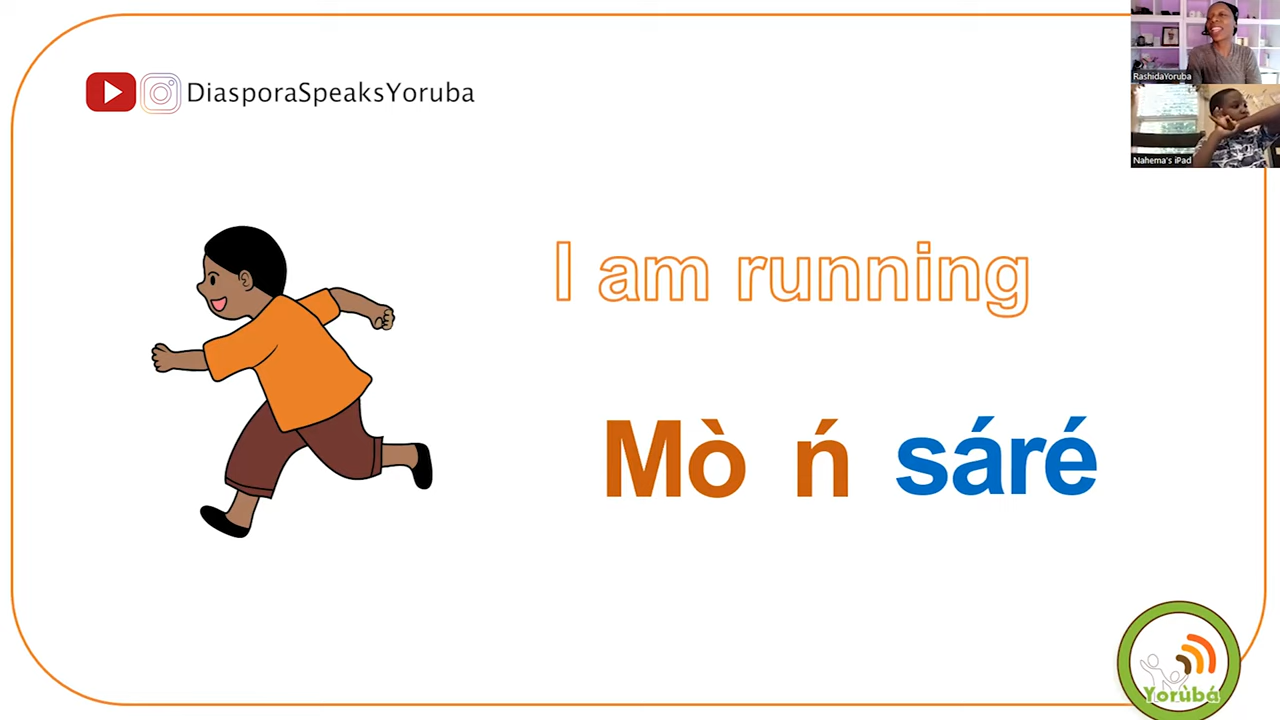 DiasporaSpeaksYoruba
RashidaYoruba
Nahema's iPad
I am running
Mò ń sáré
Yorùbá